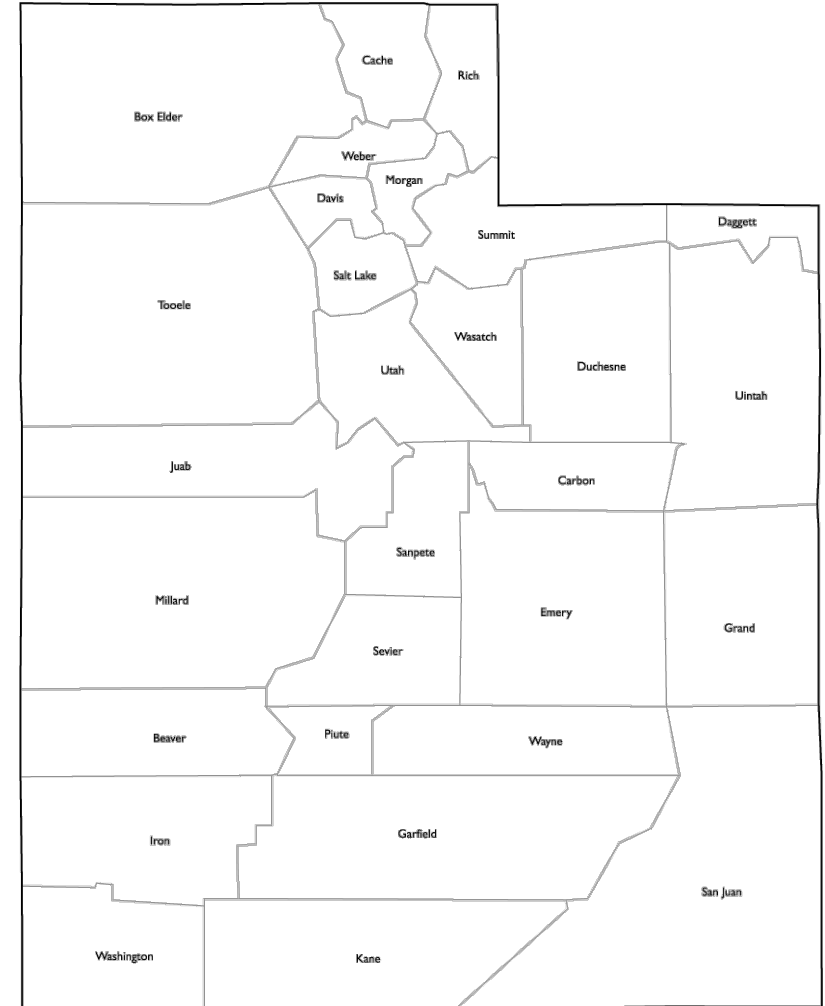 Cache
Rich
Box Elder
Weber
Morgan
Davis
Daggett
Summit
Salt Lake
Tooele
Wasatch
Duchesne
Utah
Uintah
Juab
Carbon
Sanpete
Millard
Emery
Grand
Sevier
Piute
Beaver
Wayne
Garfield
Iron
San Juan
Washington
Kane